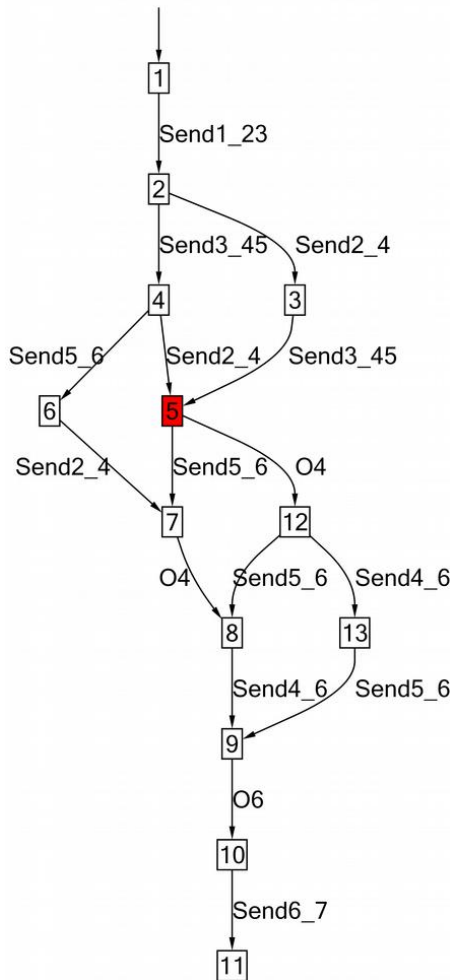 1
Send1_23
2
Send3_45 Send2_4
4 3
Send5_6 Send2_4 Send3_45
6 5
Send2_4 Send5_6 O4
7 12
O4 Send5_6 Send4_6
8 13
Send4_6 Send5_6
9
O6
10
Send6_7
11